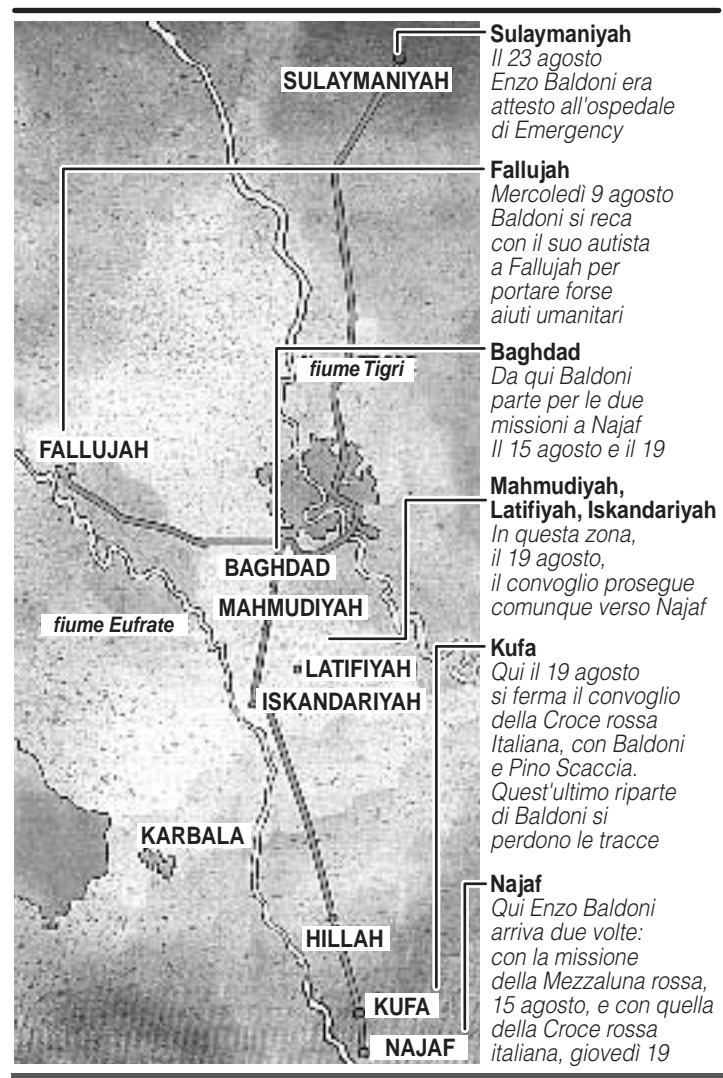 Sulaymaniyah
Il 23 agosto
Enzo Baldoni era
attesto all'ospedale
di Emergency
Fallujah
Mercoledì 9 agosto
Baldoni si reca
con il suo autista
a Fallujah per
portare forse
aiuti umanitari
Baghdad
Da qui Baldoni
parte per le due
missioni a Najaf
Il 15 agosto e il 19
Mahmudiyah,
Latifiyah, Iskandariyah
In questa zona,
il 19 agosto,
il convoglio prosegue
comunque verso Najaf
Kufa
Qui il 19 agosto
si ferma il convoglio
della Croce rossa
Italiana, con Baldoni
e Pino Scaccia.
Quest'ultimo riparte
di Baldoni si
perdono le tracce
Najaf
Qui Enzo Baldoni
arriva due volte:
con la missione
della Mezzaluna rossa,
15 agosto, e con quella
della Croce rossa
italiana, giovedì 19
SULAYMANIYAH
fiume Tigri
FALLUJAH
BAGHDAD
MAHMUDIYAH
fiume Eufrate
LATIFIYAH
ISKANDARIYAH
KARBALA
HILLAH
KUFA
NAJAF